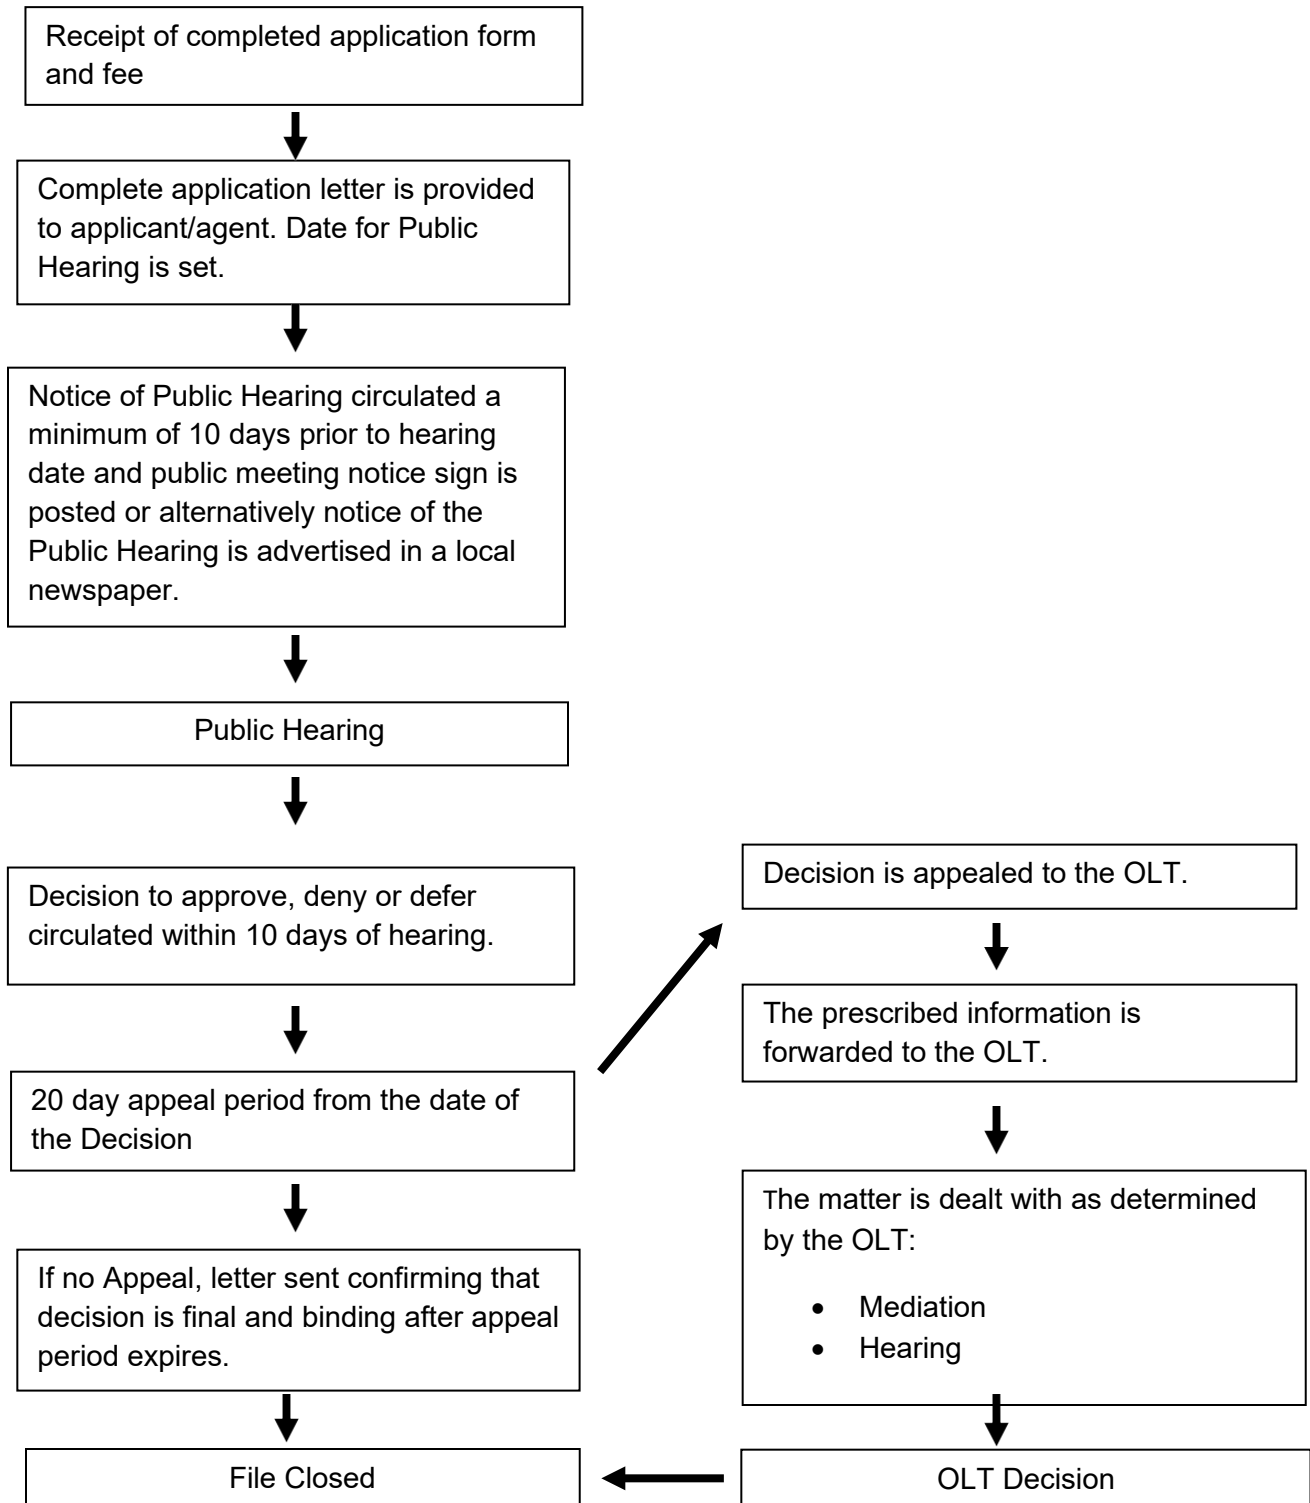 Receipt of completed application form
and fee
Complete application letter is provided
to applicant/agent. Date for Public
Hearing is set.
Notice of Public Hearing circulated a
minimum of 10 days prior to hearing
date and public meeting notice sign is
posted or alternatively notice of the
Public Hearing is advertised in a local
newspaper.
Public Hearing
Decision to approve, deny or defer
circulated within 10 days of hearing.
20 day appeal period from the date of
the Decision
If no Appeal, letter sent confirming that
decision is final and binding after appeal
period expires.
File Closed
Decision is appealed to the OLT.
The prescribed information is
forwarded to the OLT.
The matter is dealt with as determined
by the OLT:
• Mediation
• Hearing
OLT Decision